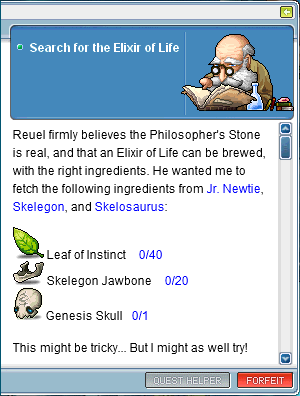 Search for the Elixir of Life
Reuel firmly believes the Philosopher's Stone
is real, and that an Elixir of Life can be brewed,
with the right ingredients. He wanted me to
fetch the following ingredients from Jr. Newtie,
Skelegon, and Skelosaurus:
Leaf of Instinct 0/40
Skelegon Jawbone 0/20
Genesis Skull 0/1
This might be tricky... But I might as well try!
QUEST HELPER FORFEIT